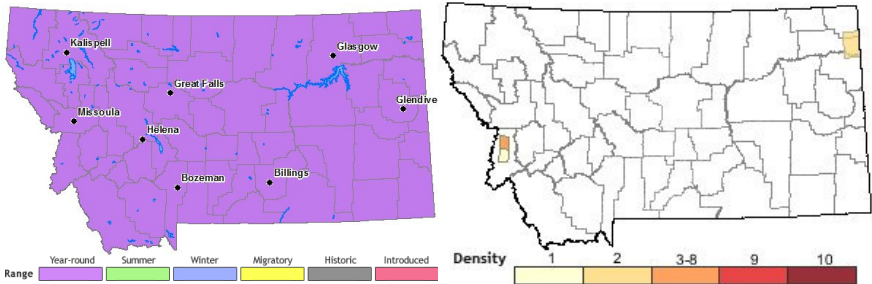 Kalispell
Glasgow
Great Falls
Glendive
Missoula
Helena
Bozeman
Billings
Range Year-round Summer Winter Migratory Historic Introduced
Density 1 2 3-8 9 10